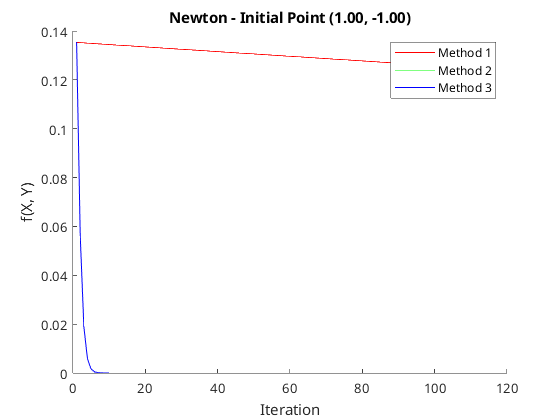 Newton - Initial Point (1.00, -1.00)
0.14
0.12
0.1
0.08
0.06
0.04
0.02
0
f(X, Y)
Method 1
Method 2
Method 3
0 20 40 60 80 100 120
Iteration